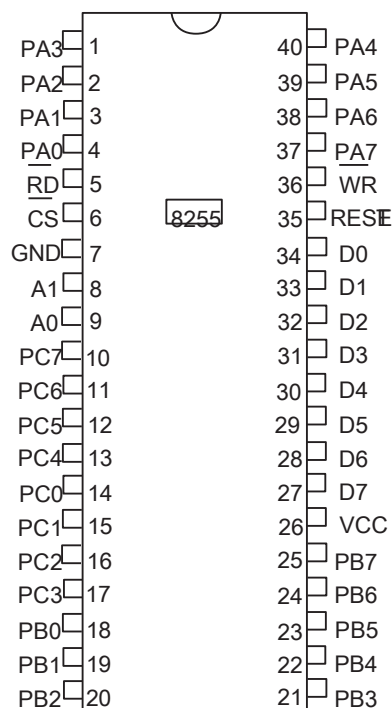 PA3 1 40 PA4
PA2 2 39 PA5
PA1 3 38 PA6
PA0 4 37 PA7
RD 5 36 WR
CS 6 8255 35 RESTE
GND 7 34 D0
A1 8 33 D1
A0 9 32 D2
PC7 10 31 D3
PC6 11 30 D4
PC5 12 29 D5
PC4 13 28 D6
PC0 14 27 D7
PC1 15 26 VCC
PC2 16 25 PB7
PC3 17 24 PB6
PB0 18 23 PB5
PB1 19 22 PB4
PB2 20 21 PB3